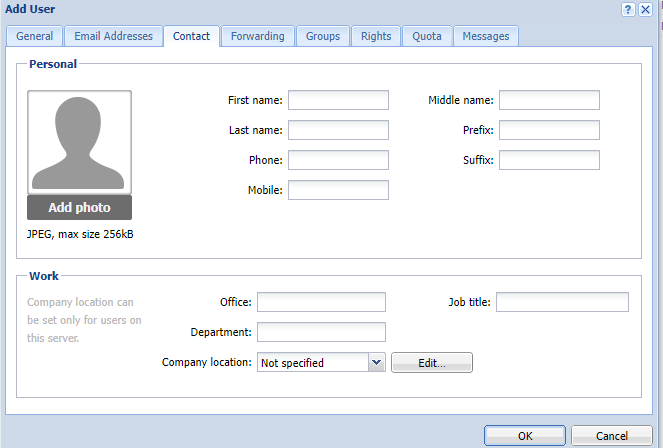 Add User
General Email Addresses Contact Forwarding Groups Rights Quota Messages
Personal
First name: Middle name:
Last name: Prefix:
Phone: Suffix:
Mobile:
Add photo
JPEG, max size 256kB
Work
Company location can
be set only for users on
this server.
Office: Job title:
Department:
Company location: Not specified Edit...
OK Cancel